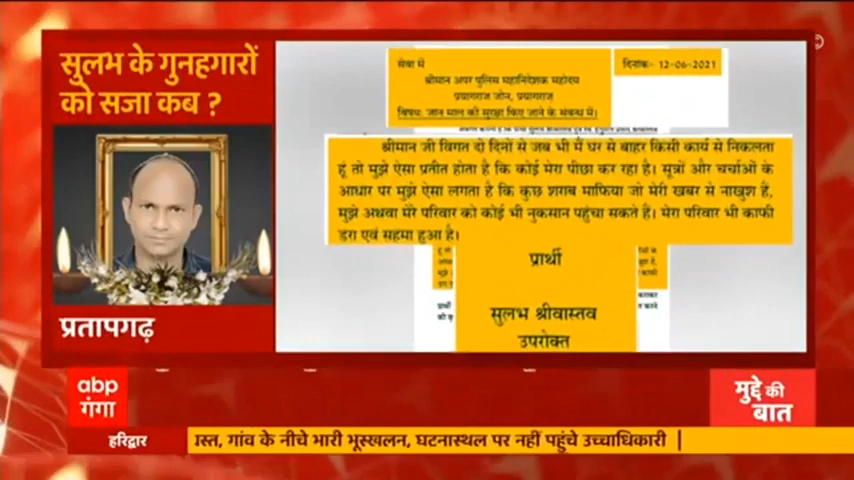 सुलभ के गुनहगारों
को सजा कब ?
प्रतापगढ़
सेवा में
दिनांक:- 12-06-2021
श्रीमान अपर पुलिस महानिदेशक महोदय
प्रयागराज जोन, प्रयागराज
विषय: जान माल की सुरक्षा किए जाने के संबन्ध में।
श्रीमान जी विगत दो दिनों से जब भी मैं घर से बाहर किसी कार्य से निकलता
हूं तो मुझे ऐसा प्रतीत होता है कि कोई मेरा पीछा कर रहा है। सूत्रों और चर्चाओं के
आधार पर मुझे ऐसा लगता है कि कुछ शराब माफिया जो मेरी खबर से नाखुश हैं,
मुझे अथवा मेरे परिवार को कोई भी नुकसान पहुंचा सकते हैं। मेरा परिवार भी काफी
डरा एवं सहमा हुआ है।
प्रार्थी
सुलभ श्रीवास्तव
उपरोक्त
abp
गंगा
मुद्दे की
बात
हरिद्वार
गांव के नीचे भारी भूस्खलन, घटनास्थल पर नहीं पहुंचे उच्चाधिकारी